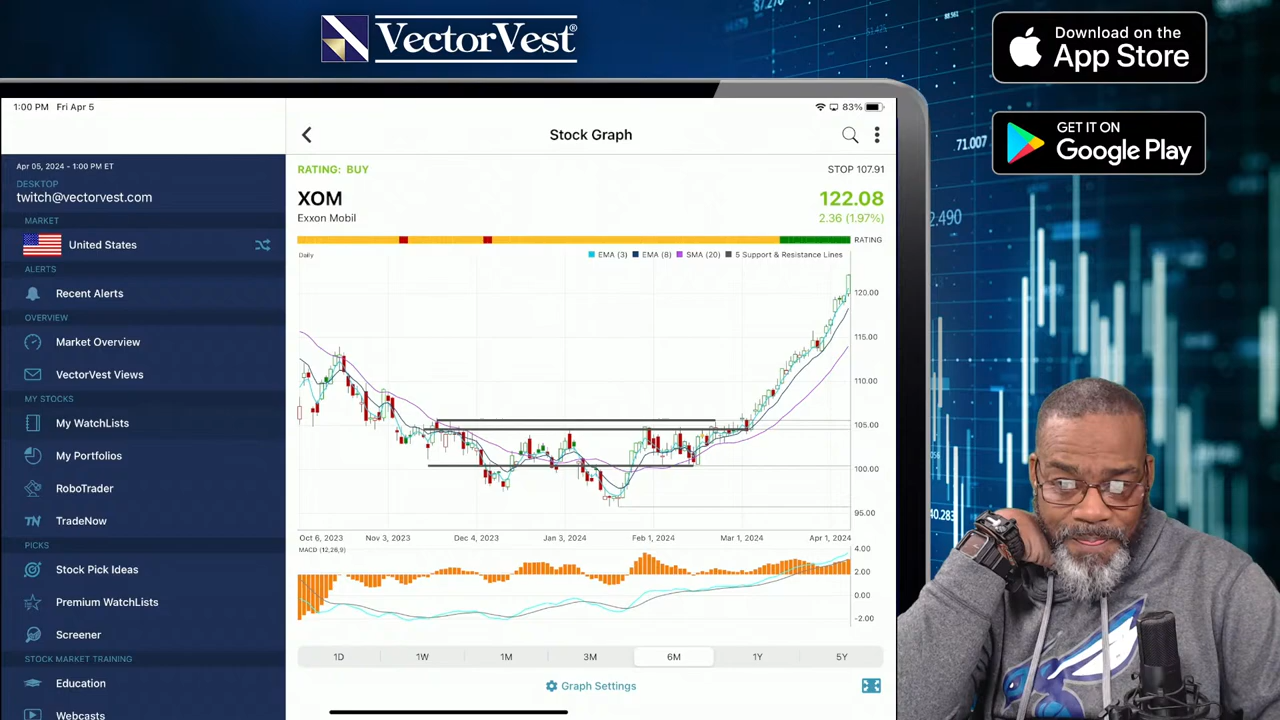 VectorVest®
Download on the
App Store
GET IT ON
Google Play
1:00 PM Fri Apr 5
83%
Apr 05, 2024 - 1:00 PM ET
DESKTOP
twitch@vectorvest.com
MARKET
United States
ALERTS
Recent Alerts
OVERVIEW
Market Overview
VectorVest Views
MY STOCKS
My WatchLists
My Portfolios
RoboTrader
TN TradeNow
PICKS
Stock Pick Ideas
Premium WatchLists
Screener
STOCK MARKET TRAINING
Education
Webcasts
Stock Graph
RATING: BUY
STOP 107.91
XOM
122.08
Exxon Mobil
2.36 (1.97%)
RATING
Daily
EMA (3) EMA (8) SMA (20) 5 Support & Resistance Lines
120.00
115.00
110.00
105.00
100.00
95.00
Oct 6, 2023 Nov 3, 2023 Dec 4, 2023 Jan 3, 2024 Feb 1, 2024 Mar 1, 2024 Apr 1, 2024
MACD (12,26,9)
4.00
2.00
0.00
-2.00
1D 1W 1M 3M 6M 1Y 5Y
Graph Settings
71.007
2.490
40.283